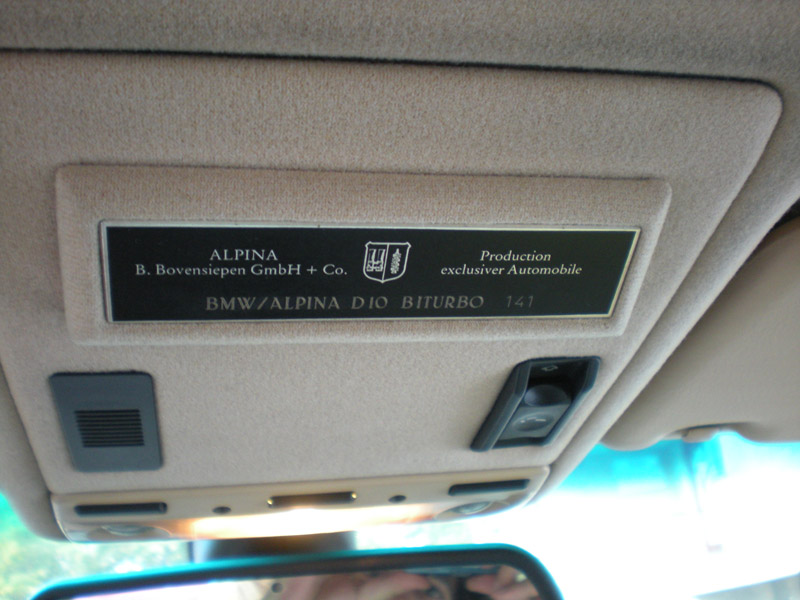 ALPINA
B. Bovensiepen GmbH + Co.
Production
exclusiver Automobile
BMW/ALPINA D10 BITURBO 141